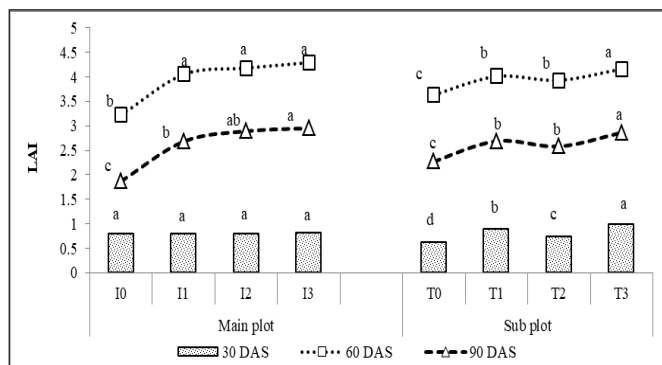 5
4.5
4
3.5
3
2.5
2
1.5
1
0.5
0
LAI
b a a a c b b a
c b ab a c b b a
a a a a d b c a
I0 I1 I2 I3 T0 T1 T2 T3
Main plot Sub plot
30 DAS 60 DAS 90 DAS